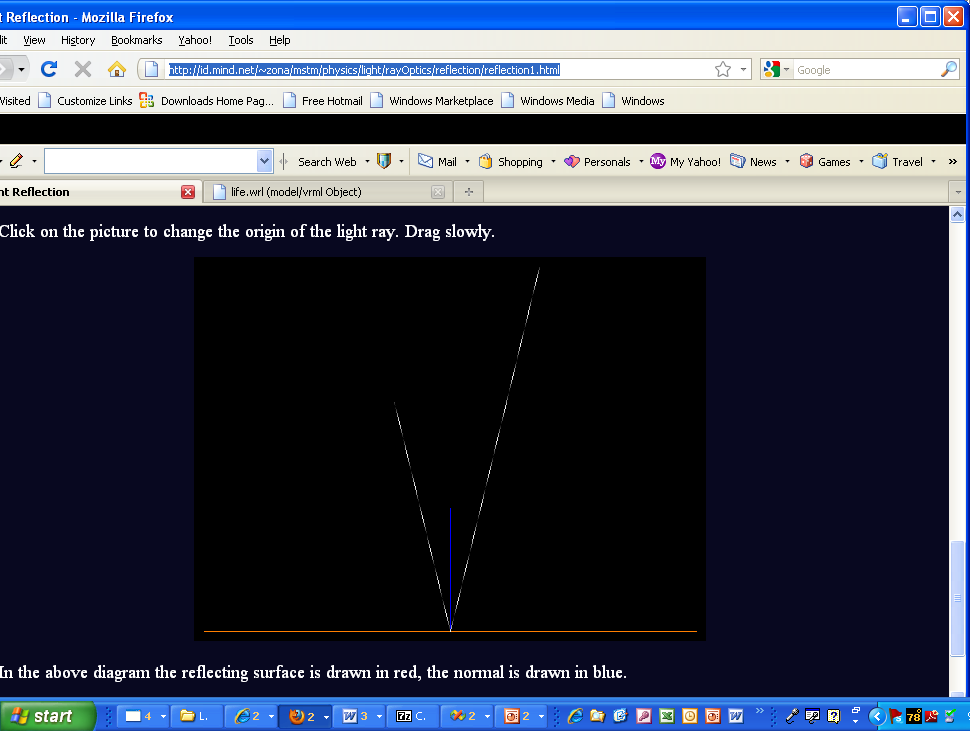 t Reflection - Mozilla Firefox
lit View History Bookmarks Yahoo! Tools Help
http://id.mind.net/~zona/mstm/physics/light/rayOptics/reflection/reflection1.html Google
Visited Customize Links Downloads Home Pag... Free Hotmail Windows Marketplace Windows Media Windows
Search Web Mail Shopping Personals My My Yahoo! News Games Travel »
nt Reflection life.wrl (model/vrml Object)
Click on the picture to change the origin of the light ray. Drag slowly.
In the above diagram the reflecting surface is drawn in red, the normal is drawn in blue.
start 4 L. 2 2 W 3 7Z C. 2 2 W » 78